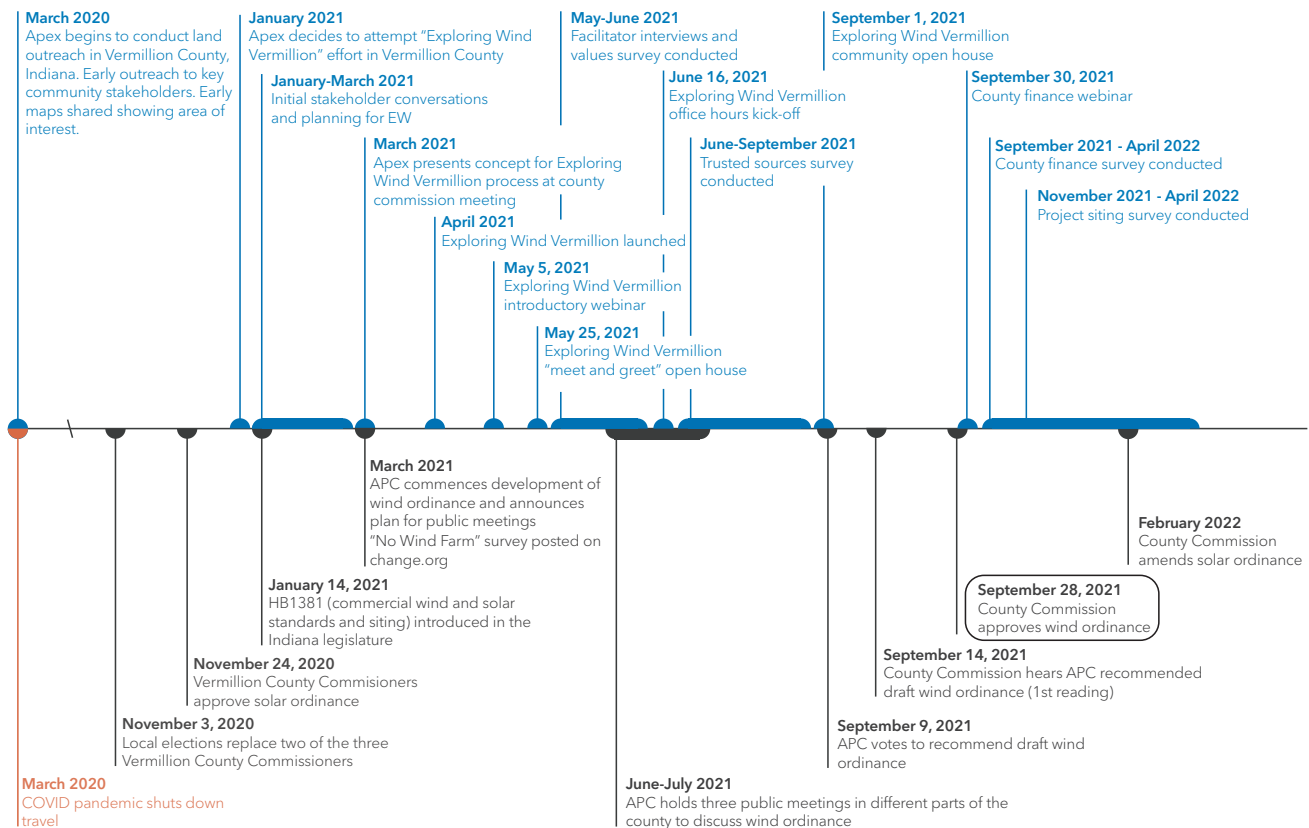 March 2020
Apex begins to conduct land
outreach in Vermillion County,
Indiana. Early outreach to key
community stakeholders. Early
maps shared showing area of
interest.
January 2021
Apex decides to attempt “Exploring Wind
Vermillion” effort in Vermillion County
January-March 2021
Initial stakeholder conversations
and planning for EW
March 2021
Apex presents concept for Exploring
Wind Vermillion process at county
commission meeting
April 2021
Exploring Wind Vermillion launched
May 5, 2021
Exploring Wind Vermillion
introductory webinar
May 25, 2021
Exploring Wind Vermillion
“meet and greet” open house
May-June 2021
Facilitator interviews and
values survey conducted
June 16, 2021
Exploring Wind Vermillion
office hours kick-off
June-September 2021
Trusted sources survey
conducted
September 1, 2021
Exploring Wind Vermillion
community open house
September 30, 2021
County finance webinar
September 2021 - April 2022
County finance survey conducted
November 2021 - April 2022
Project siting survey conducted
March 2021
APC commences development of
wind ordinance and announces
plan for public meetings
“No Wind Farm” survey posted on
change.org
January 14, 2021
HB1381 (commercial wind and solar
standards and siting) introduced in the
Indiana legislature
November 24, 2020
Vermillion County Commisioners
approve solar ordinance
November 3, 2020
Local elections replace two of the three
Vermillion County Commissioners
March 2020
COVID pandemic shuts down
travel
February 2022
County Commission
amends solar ordinance
September 28, 2021
County Commission
approves wind ordinance
September 14, 2021
County Commission hears APC recommended
draft wind ordinance (1st reading)
September 9, 2021
APC votes to recommend draft wind
ordinance
June-July 2021
APC holds three public meetings in different parts of the
county to discuss wind ordinance